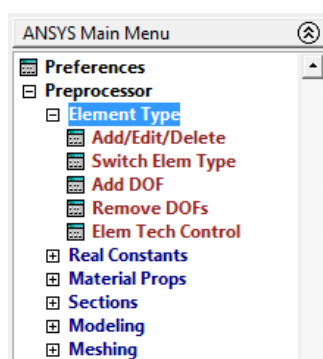 ANSYS Main Menu
Preferences
Preprocessor
Element Type
Add/Edit/Delete
Switch Elem Type
Add DOF
Remove DOFs
Elem Tech Control
Real Constants
Material Props
Sections
Modeling
Meshing